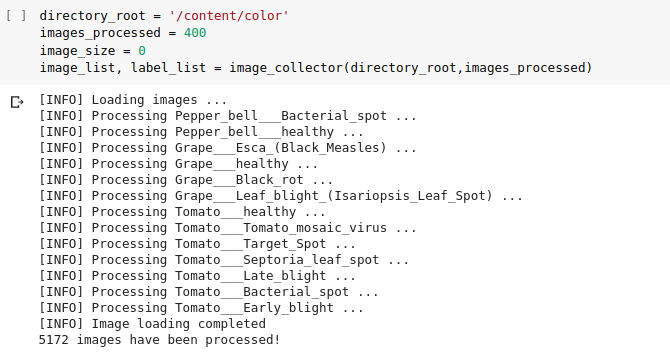 [ ] directory_root = '/content/color'
images_processed = 400
image_size = 0
image_list, label_list = image_collector(directory_root,images_processed)
[INFO] Loading images ...
[INFO] Processing Pepper_bell___Bacterial_spot ...
[INFO] Processing Pepper_bell___healthy ...
[INFO] Processing Grape___Esca_(Black_Measles) ...
[INFO] Processing Grape___healthy ...
[INFO] Processing Grape___Black_rot ...
[INFO] Processing Grape___Leaf_blight_(Isariopsis_Leaf_Spot) ...
[INFO] Processing Tomato___healthy ...
[INFO] Processing Tomato___Tomato_mosaic_virus ...
[INFO] Processing Tomato___Target_Spot ...
[INFO] Processing Tomato___Septoria_leaf_spot ...
[INFO] Processing Tomato___Late_blight ...
[INFO] Processing Tomato___Bacterial_spot ...
[INFO] Processing Tomato___Early_blight ...
[INFO] Image loading completed
5172 images have been processed!